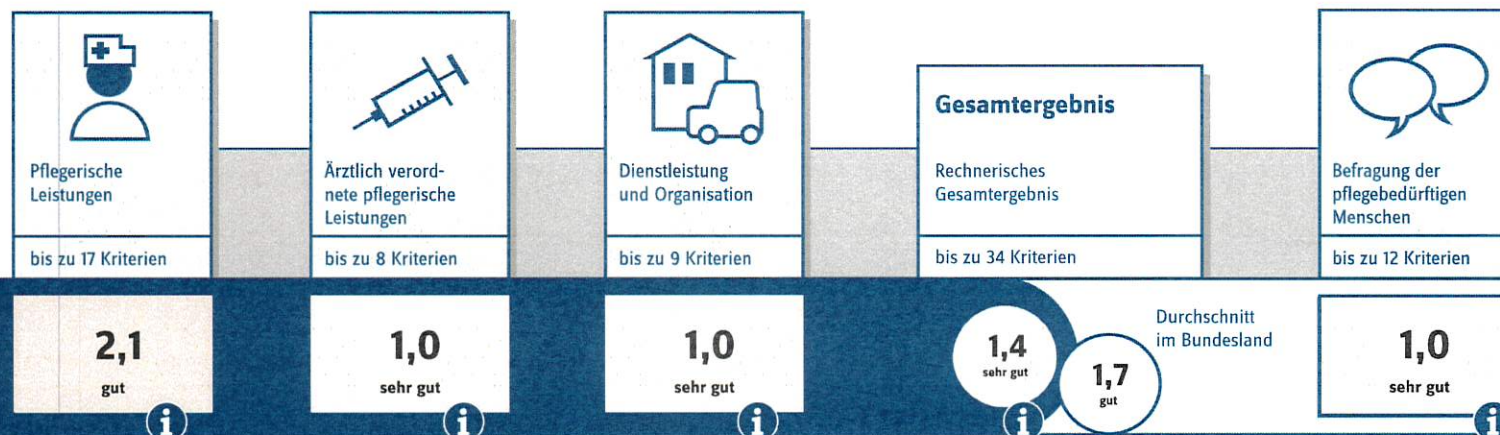 Pflegerische
Leistungen
bis zu 17 Kriterien
2,1
gut
i
Ärztlich verord-
nete pflegerische
Leistungen
bis zu 8 Kriterien
1,0
sehr gut
i
Dienstleistung
und Organisation
bis zu 9 Kriterien
1,0
sehr gut
i
Gesamtergebnis
Rechnerisches
Gesamtergebnis
bis zu 34 Kriterien
1,4
sehr gut
i
1,7
gut
Durchschnitt
im Bundesland
Befragung der
pflegebedürftigen
Menschen
bis zu 12 Kriterien
1,0
sehr gut
i